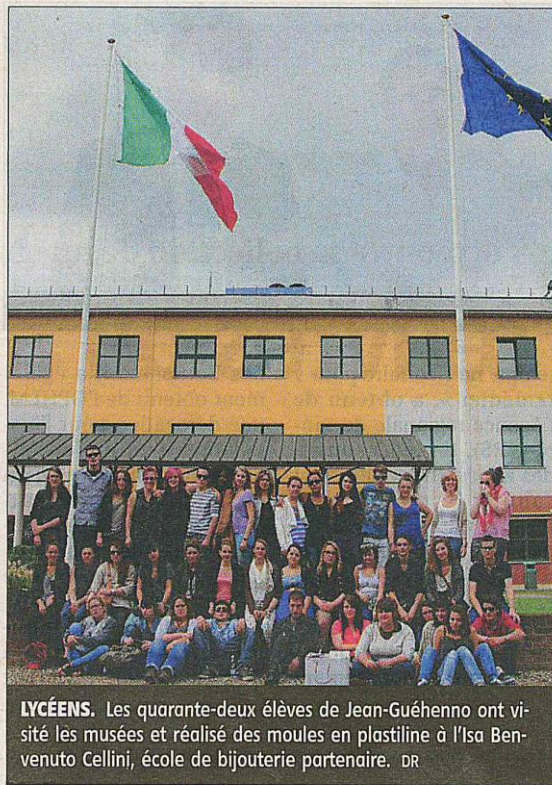 LYCÉENS. Les quarante-deux élèves de Jean-Guéhenno ont vi-
sité les musées et réalisé des moules en plastiline à l'Isa Ben-
venuto Cellini, école de bijouterie partenaire. DR